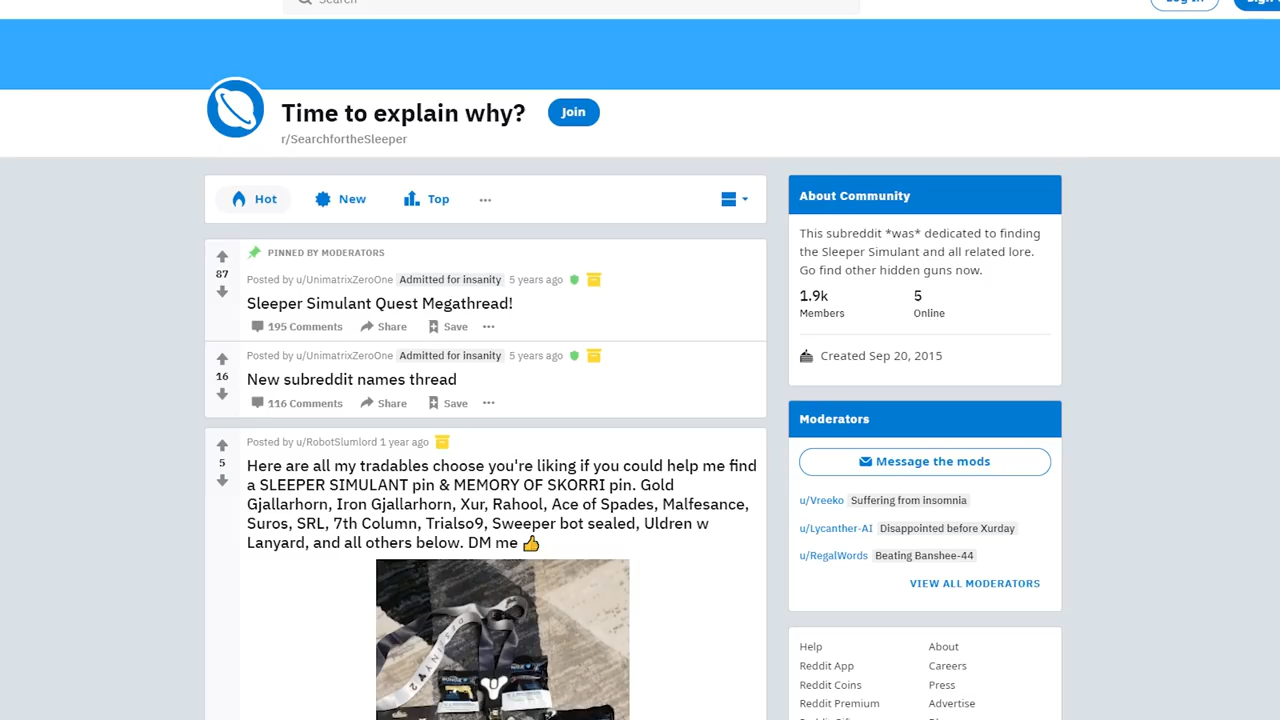 Search
Log In
Sign
Time to explain why?
Join
r/SearchfortheSleeper
Hot
New
Top
PINNED BY MODERATORS
87
Posted by u/UnimatrixZeroOne Admitted for insanity 5 years ago
Sleeper Simulant Quest Megathread!
195 Comments Share Save
Posted by u/UnimatrixZeroOne Admitted for insanity 5 years ago
16
New subreddit names thread
116 Comments Share Save
Posted by u/RobotSlumlord 1 year ago
5
Here are all my tradables choose you're liking if you could help me find
a SLEEPER SIMULANT pin & MEMORY OF SKORRI pin. Gold
Gjallarhorn, Iron Gjallarhorn, Xur, Rahool, Ace of Spades, Malfesance,
Suros, SRL, 7th Column, Trialso9, Sweeper bot sealed, Uldren w
Lanyard, and all others below. DM me 👍
DESTINY 2
About Community
This subreddit *was* dedicated to finding
the Sleeper Simulant and all related lore.
Go find other hidden guns now.
1.9k
Members
5
Online
Created Sep 20, 2015
Moderators
Message the mods
u/Vreeko Suffering from insomnia
u/Lycanther-AI Disappointed before Xurday
u/RegalWords Beating Banshee-44
VIEW ALL MODERATORS
Help
About
Reddit App
Careers
Reddit Coins
Press
Reddit Premium
Advertise